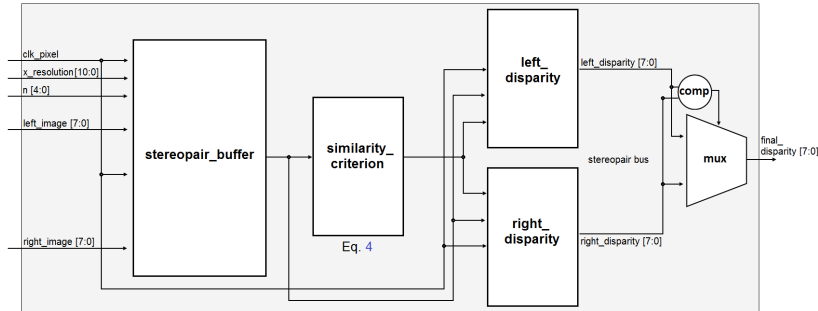 clk_pixel
x_resolution[10:0]
n [4:0]
left_image [7:0]
right_image [7:0]
stereopair_buffer
similarity_
criterion
Eq. 4
left_
disparity
right_
disparity
left_disparity [7:0]
stereopair bus
right_disparity [7:0]
comp
mux
final_
disparity [7:0]